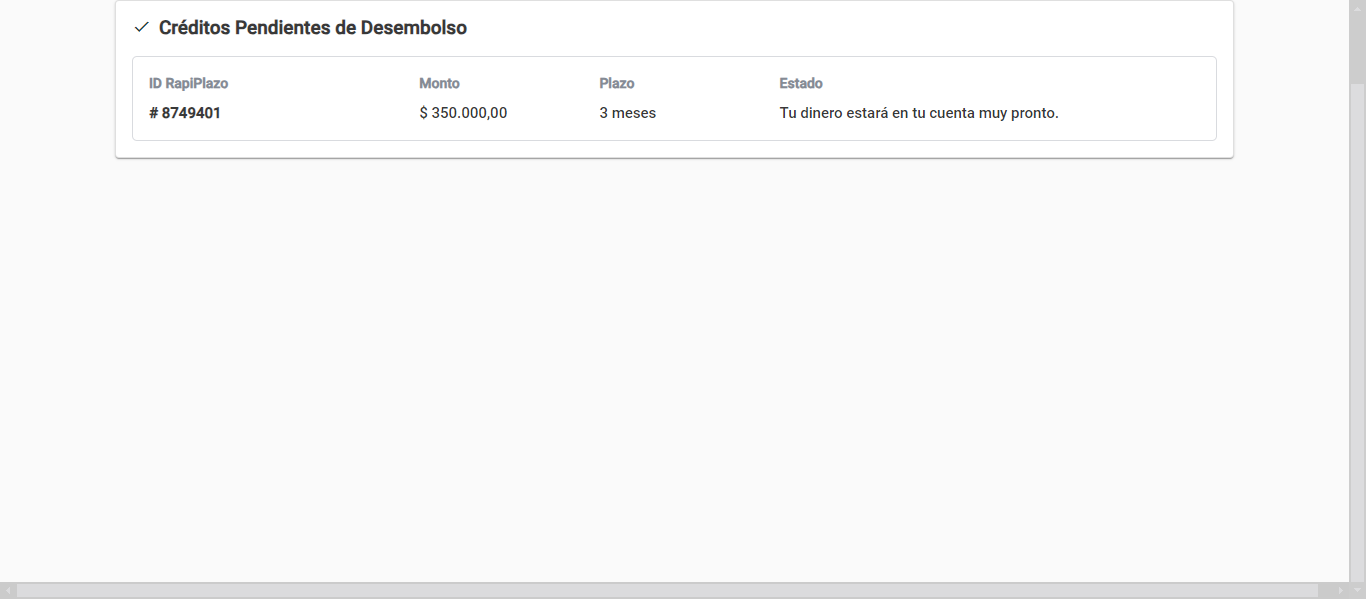 Créditos Pendientes de Desembolso
ID RapiPlazo Monto Plazo Estado
# 8749401 $ 350.000,00 3 meses Tu dinero estará en tu cuenta muy pronto.